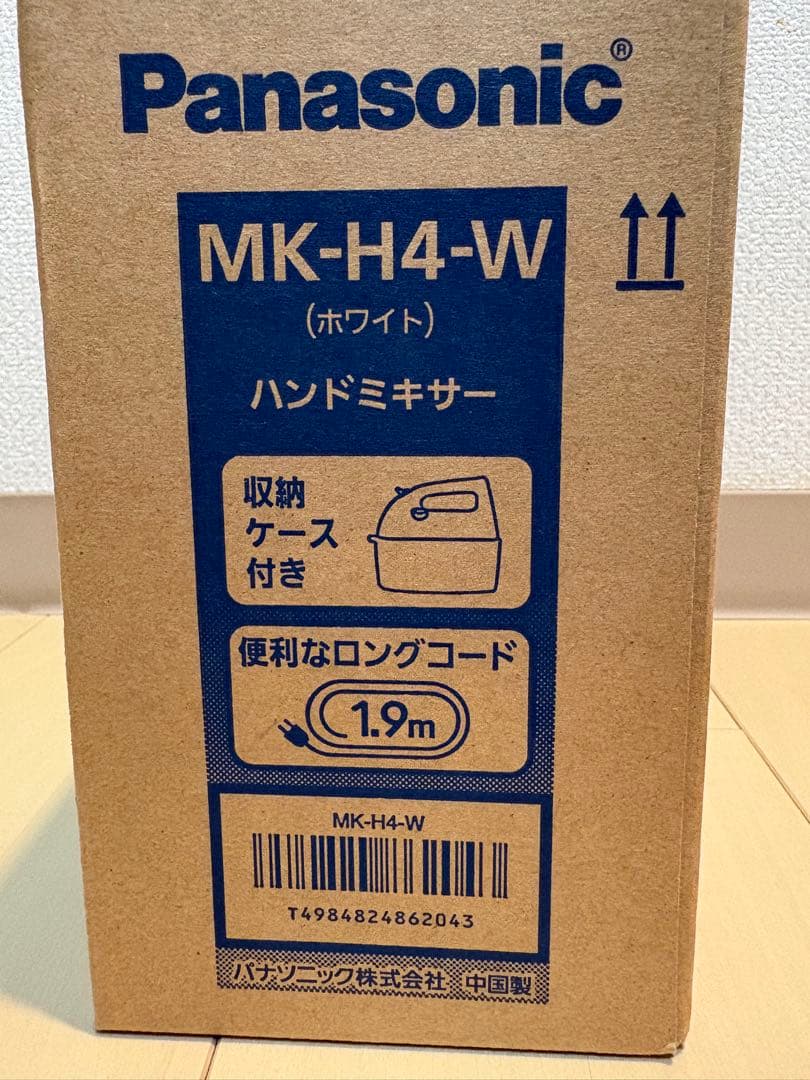 Panasonic®
MK-H4-W
(ホワイト)
ハンドミキサー
収納
ケース
付き
便利なロングコード
1.9m
MK-H4-W
T4984824862043
パナソニック株式会社 中国製